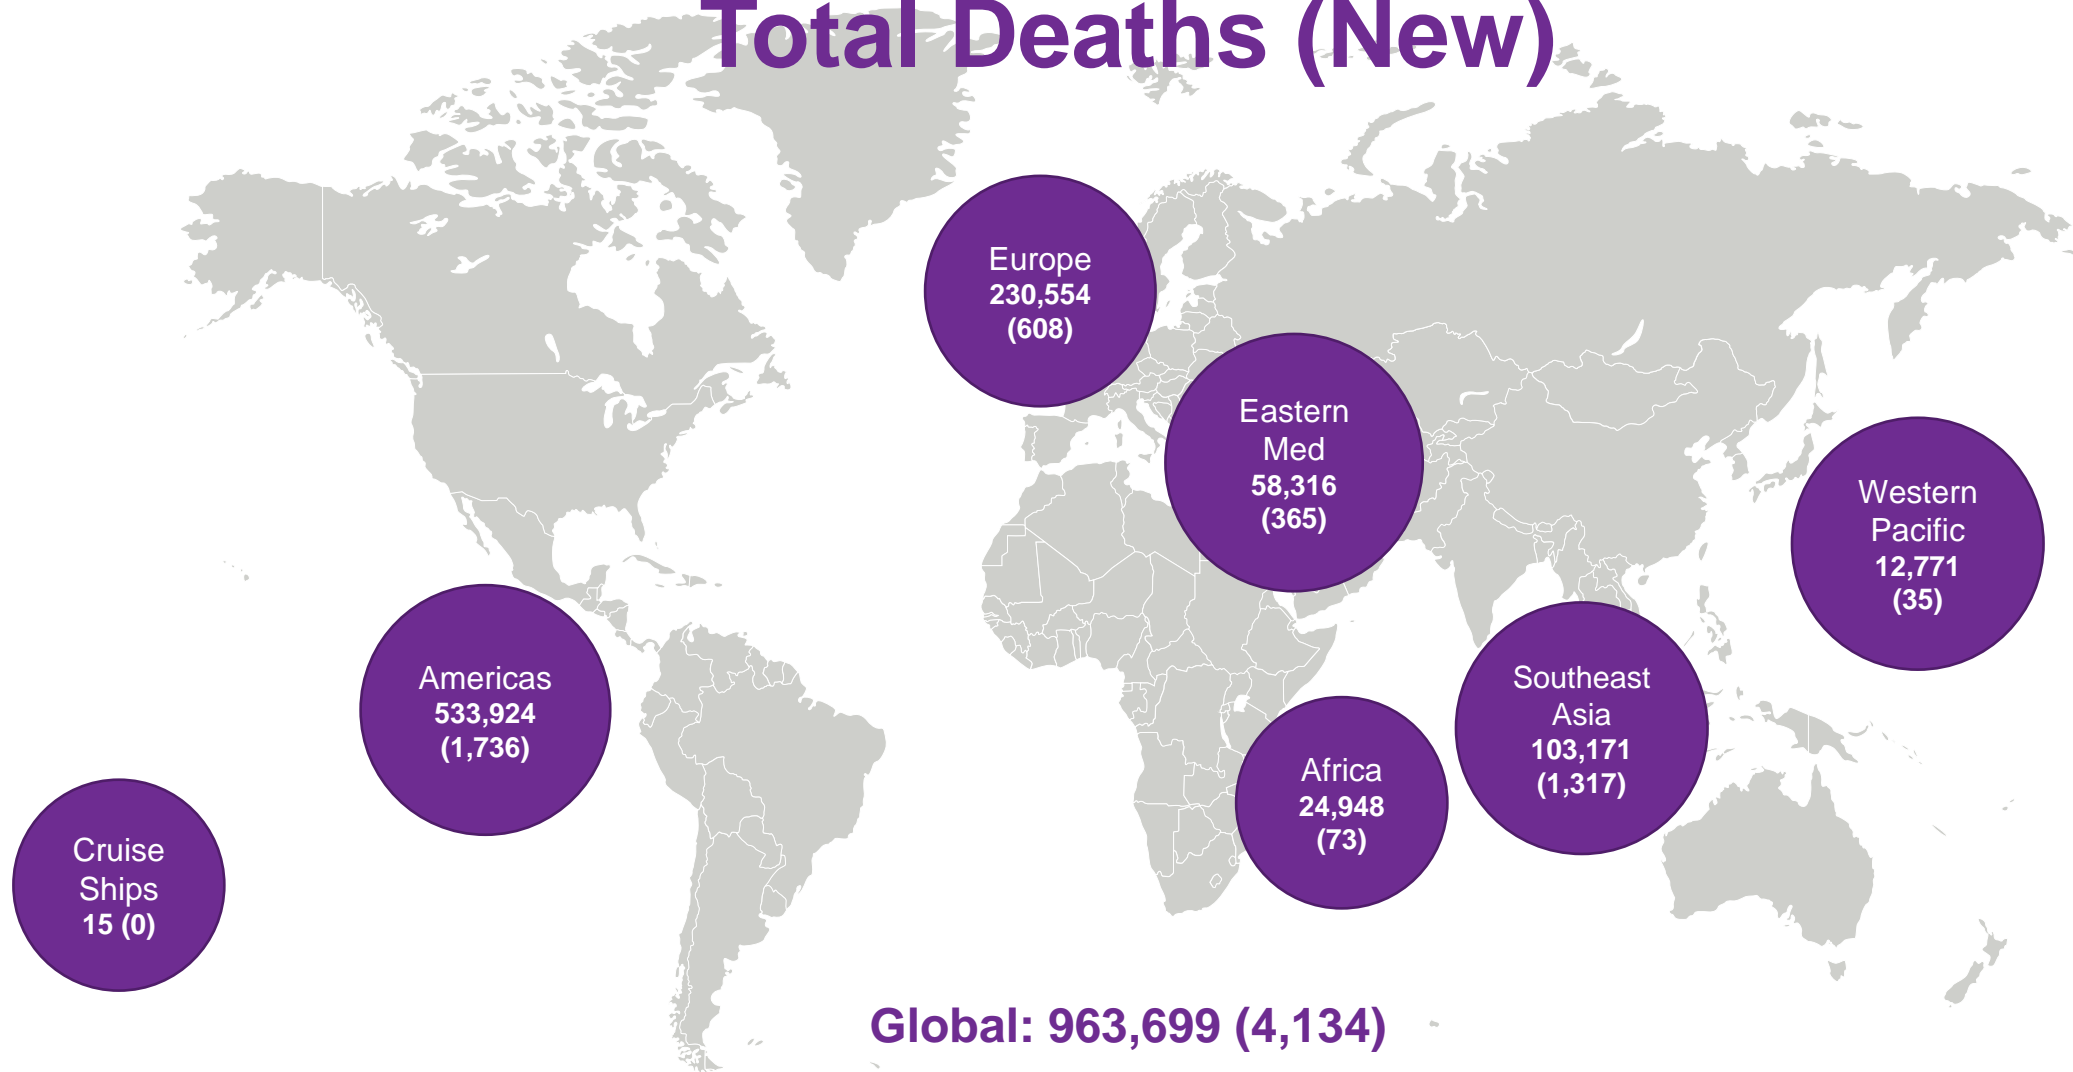 Total Deaths (New)
Europe
230,554
(608)
Eastern
Med
58,316
(365)
Western
Pacific
12,771
(35)
Americas
533,924
(1,736)
Southeast
Asia
103,171
(1,317)
Africa
24,948
(73)
Cruise
Ships
15 (0)
Global: 963,699 (4,134)